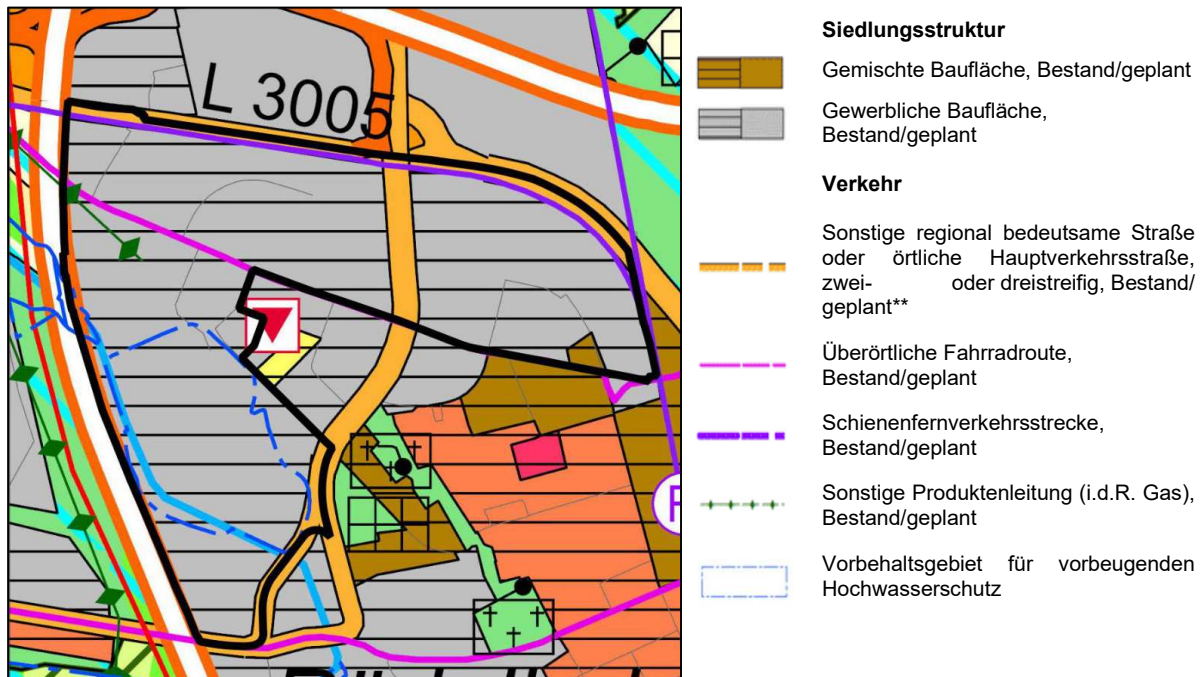 L 3005
Siedlungsstruktur
Gemischte Baufläche, Bestand/geplant
Gewerbliche Baufläche,
Bestand/geplant
Verkehr
Sonstige regional bedeutsame Straße
oder örtliche Hauptverkehrsstraße,
zwei- oder dreistreifig, Bestand/
geplant**
Überörtliche Fahrradroute,
Bestand/geplant
Schienenfernverkehrsstrecke,
Bestand/geplant
Sonstige Produktenleitung (i.d.R. Gas),
Bestand/geplant
Vorbehaltsgebiet für vorbeugenden
Hochwasserschutz